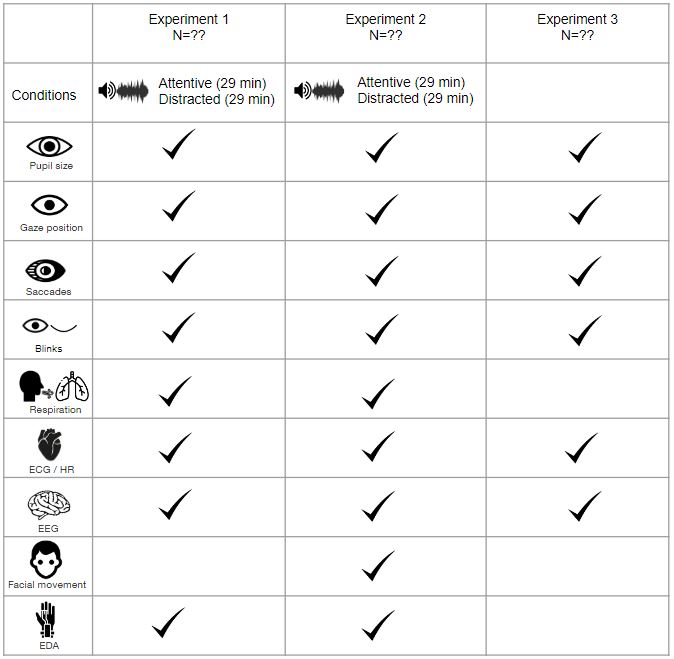 Experiment 1
N=??
Experiment 2
N=??
Experiment 3
N=??
Conditions
Attentive (29 min)
Distracted (29 min)
Attentive (29 min)
Distracted (29 min)
Pupil size
Gaze position
Saccades
Blinks
Respiration
ECG / HR
EEG
Facial movement
EDA